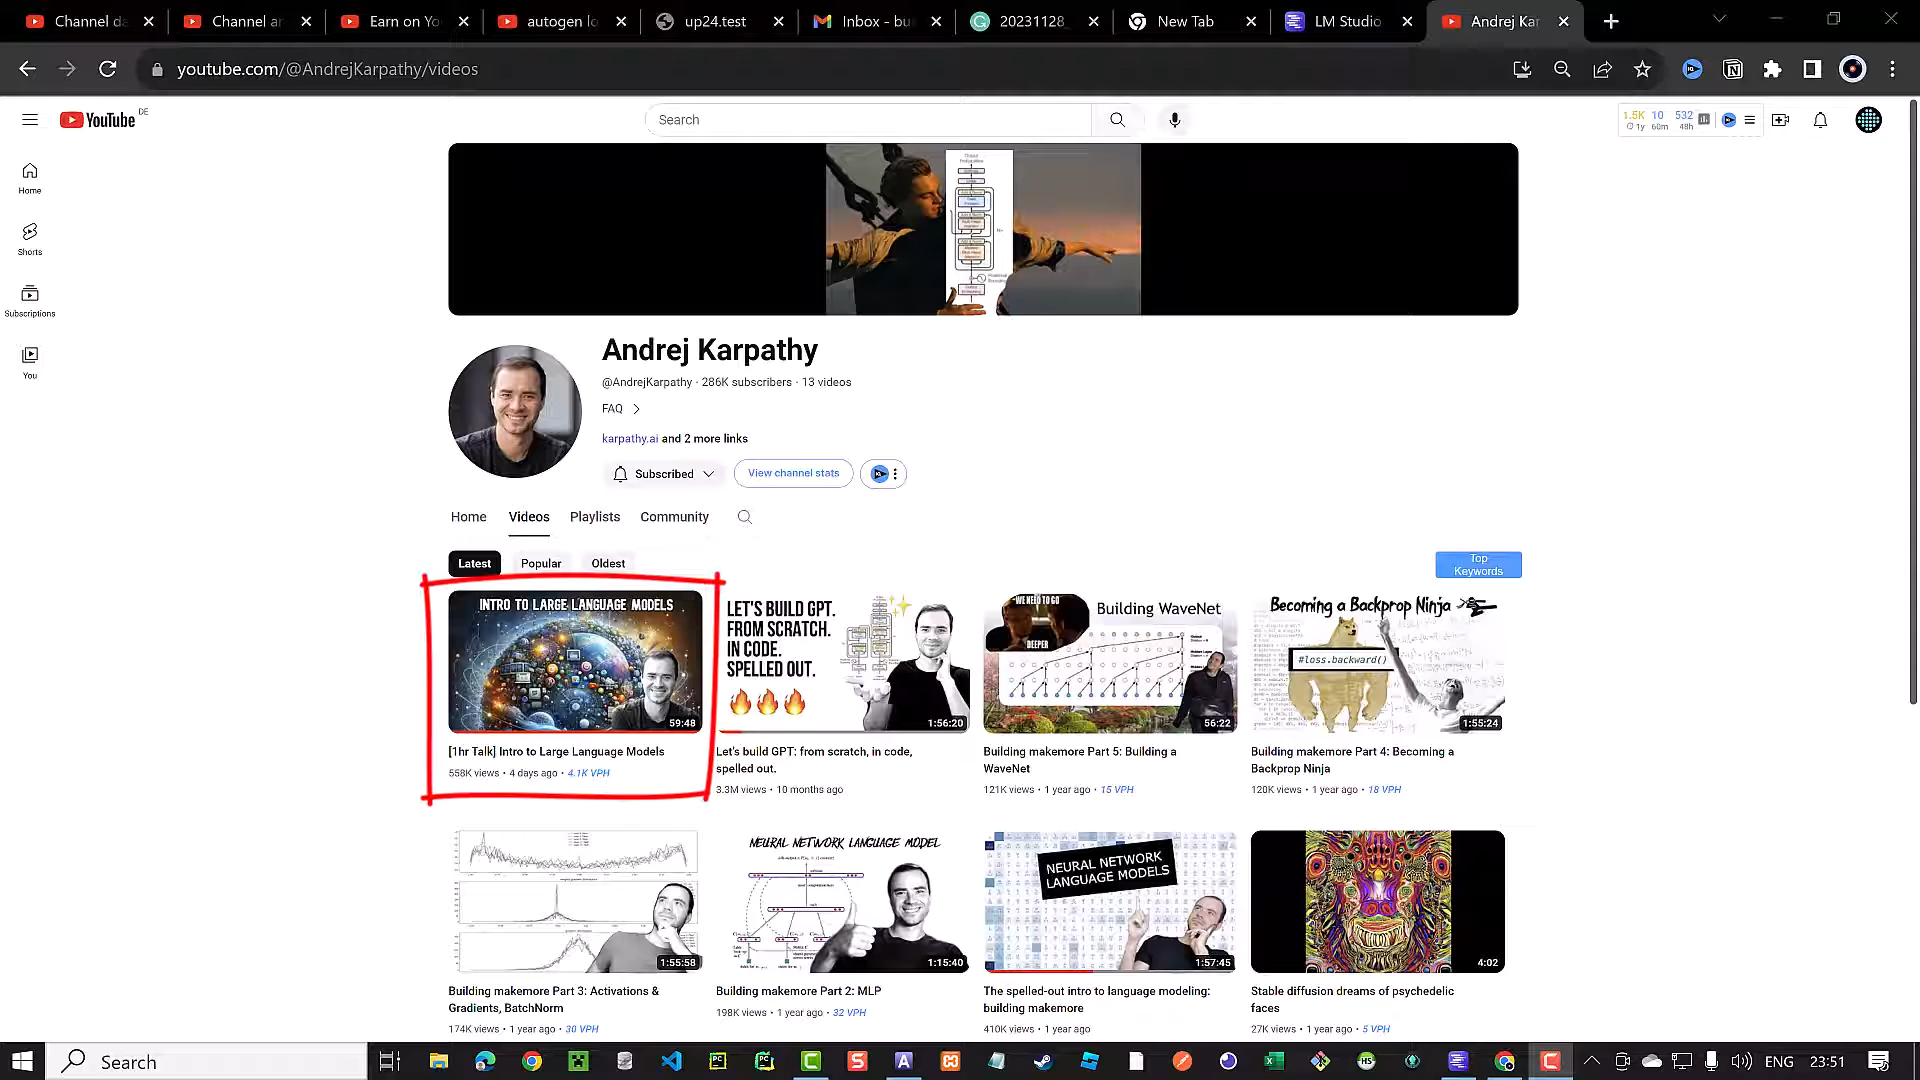 Channel da
Channel ar
Earn on Yo
autogen lo
up24.test
Inbox - bu
20231128_
New Tab
LM Studio
Andrej Kar
youtube.com/@AndrejKarpathy/videos
YouTube DE
Search
1.5K 10 532
1y 60m 48h
Home
Shorts
Subscriptions
You
Andrej Karpathy
@AndrejKarpathy · 286K subscribers · 13 videos
FAQ
karpathy.ai and 2 more links
Subscribed
View channel stats
Home Videos Playlists Community
Latest Popular Oldest
Top
Keywords
INTRO TO LARGE LANGUAGE MODELS
59:48
[1hr Talk] Intro to Large Language Models
558K views • 4 days ago • 4.1K VPH
LET'S BUILD GPT.
FROM SCRATCH.
IN CODE.
SPELLED OUT.
1:56:20
Let's build GPT: from scratch, in code,
spelled out.
3.3M views • 10 months ago
WE NEED TO GO
DEEPER
Building WaveNet
56:22
Building makemore Part 5: Building a
WaveNet
121K views • 1 year ago • 15 VPH
Becoming a Backprop Ninja
#loss.backward()
1:55:24
Building makemore Part 4: Becoming a
Backprop Ninja
120K views • 1 year ago • 18 VPH
1:55:58
Building makemore Part 3: Activations &
Gradients, BatchNorm
174K views • 1 year ago • 30 VPH
NEURAL NETWORK LANGUAGE MODEL
1:15:40
Building makemore Part 2: MLP
198K views • 1 year ago • 32 VPH
NEURAL NETWORK
LANGUAGE MODELS
1:57:45
The spelled-out intro to language modeling:
building makemore
410K views • 1 year ago
4:02
Stable diffusion dreams of psychedelic
faces
27K views • 1 year ago • 5 VPH
Search
ENG
23:51